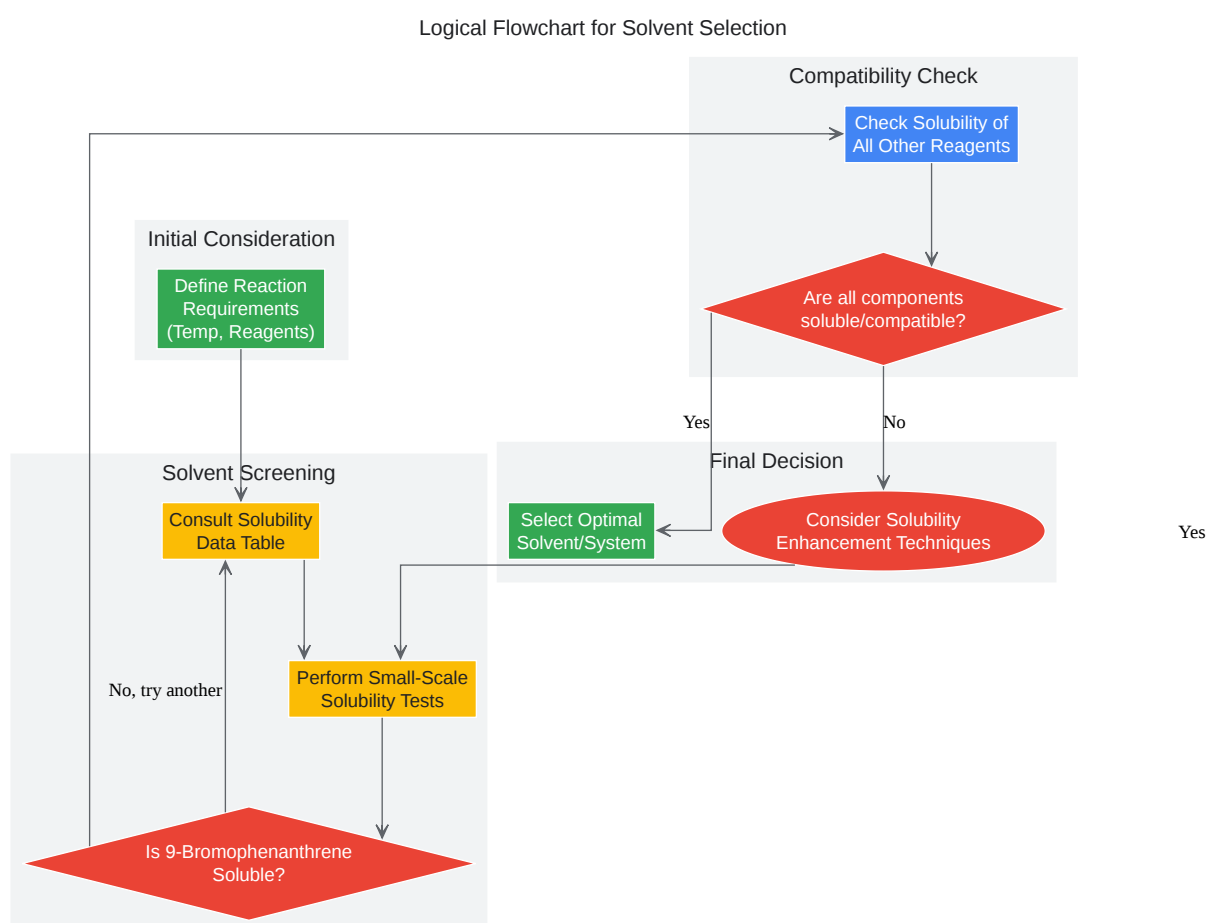 Logical Flowchart for Solvent Selection
Compatibility Check
Check Solubility of
All Other Reagents
Initial Consideration
Define Reaction
Requirements
(Temp, Reagents)
Are all components
soluble/compatible?
Yes
No
Solvent Screening
Final Decision
Consult Solubility
Data Table
Select Optimal
Solvent/System
Consider Solubility
Enhancement Techniques
Yes
No, try another
Perform Small-Scale
Solubility Tests
Is 9-Bromophenanthrene
Soluble?